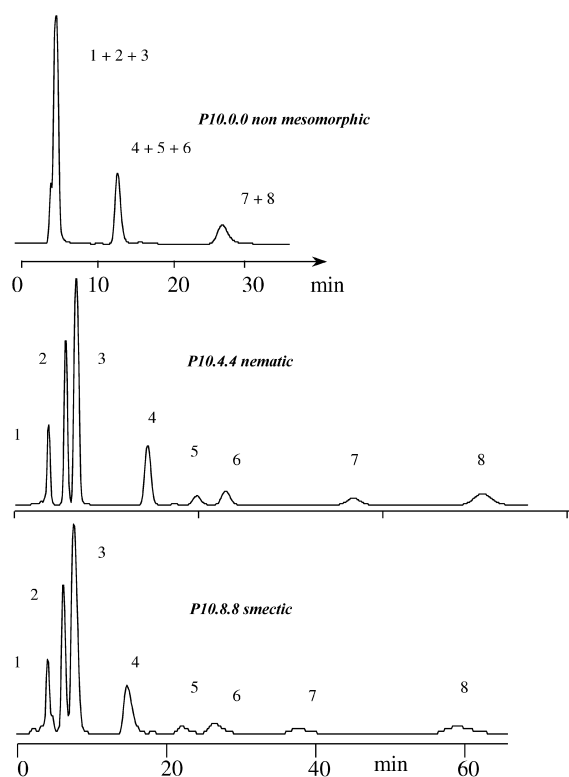 1 + 2 + 3
P10.0.0 non mesomorphic
4 + 5 + 6
7 + 8
0 10 20 30 min
2 3 P10.4.4 nematic
4
1 5 6 7 8
3
2 P10.8.8 smectic
1 4
5 6 7 8
0 20 40 min 60